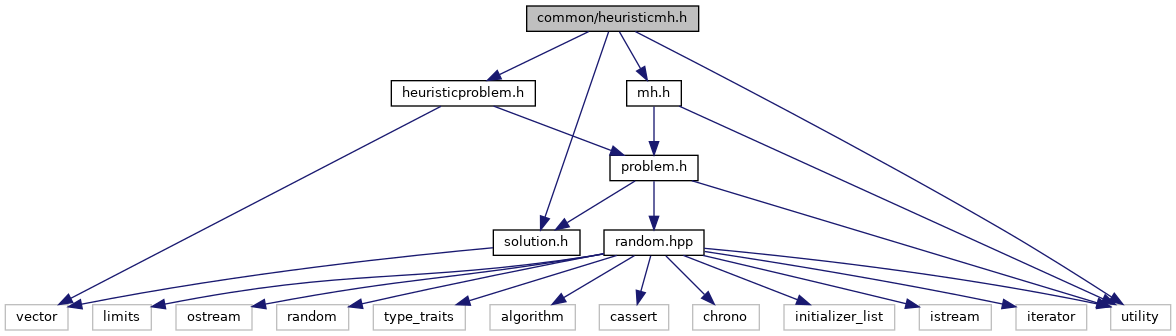 common/heuristicmh.h
heuristicproblem.h
mh.h
problem.h
solution.h
random.hpp
vector
limits
ostream
random
type_traits
algorithm
cassert
chrono
initializer_list
istream
iterator
utility